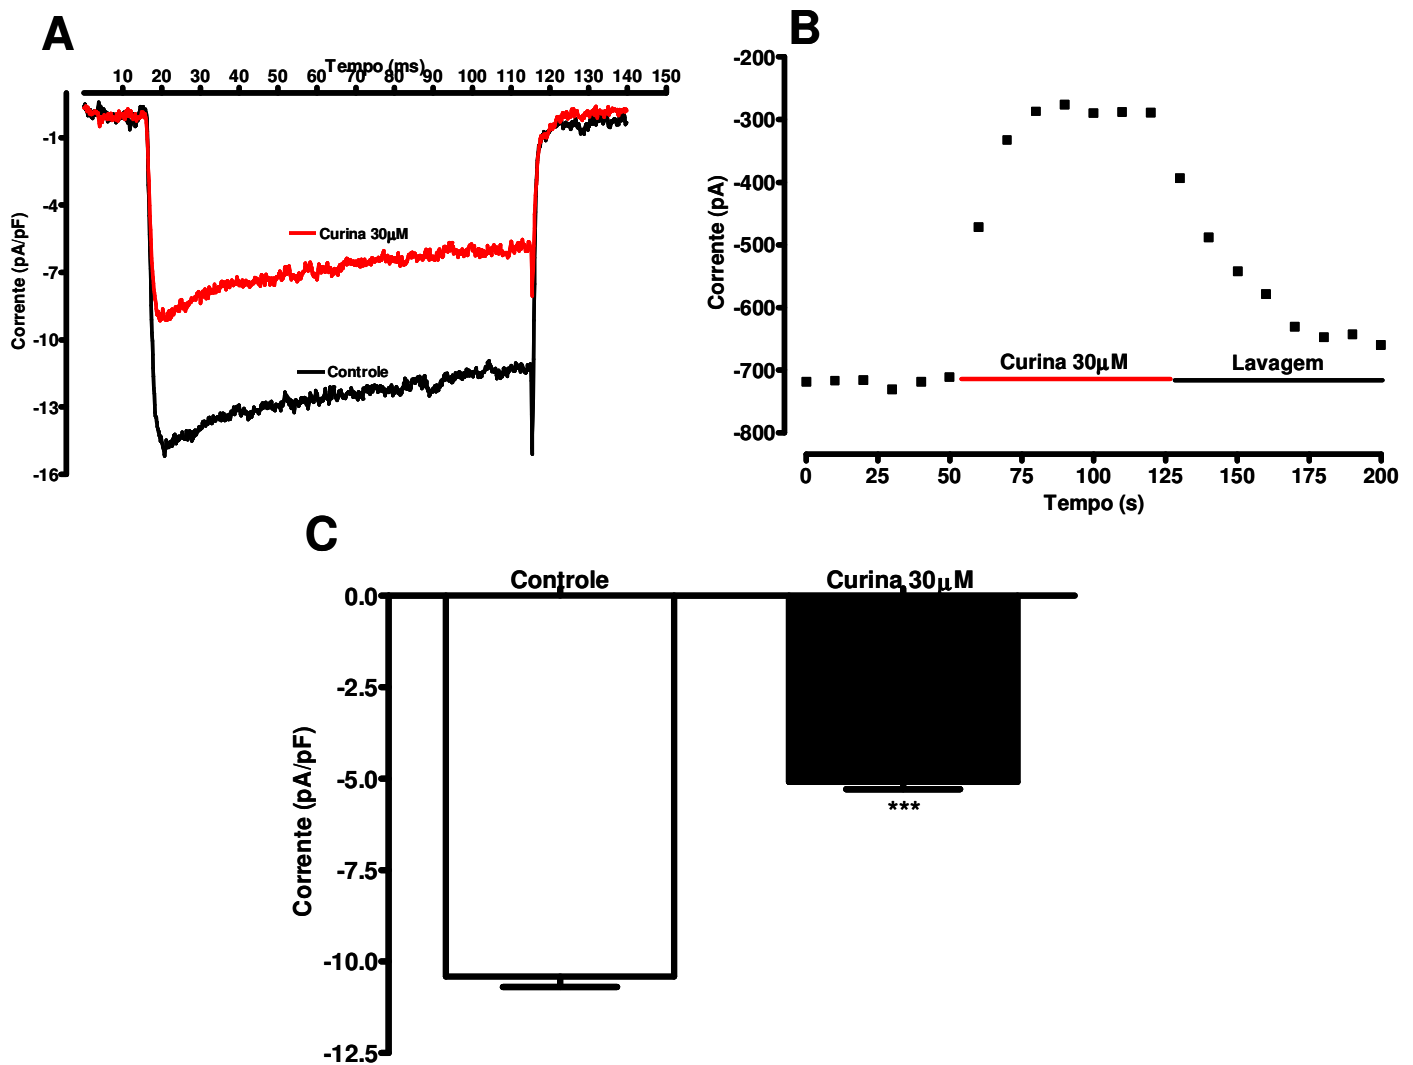 A
Tempo (ms)
10 20 30 40 50 60 70 80 90 100 110 120 130 140 150
-1
-4
-7
-10
-13
-16
Corrente (pA/pF)
Curina 30µM
Controle
B
-200
-300
-400
-500
-600
-700
-800
Corrente (pA)
Curina 30µM
Lavagem
0 25 50 75 100 125 150 175 200
Tempo (s)
C
Controle
Curina 30µM
0.0
-2.5
-5.0
-7.5
-10.0
-12.5
Corrente (pA/pF)
***